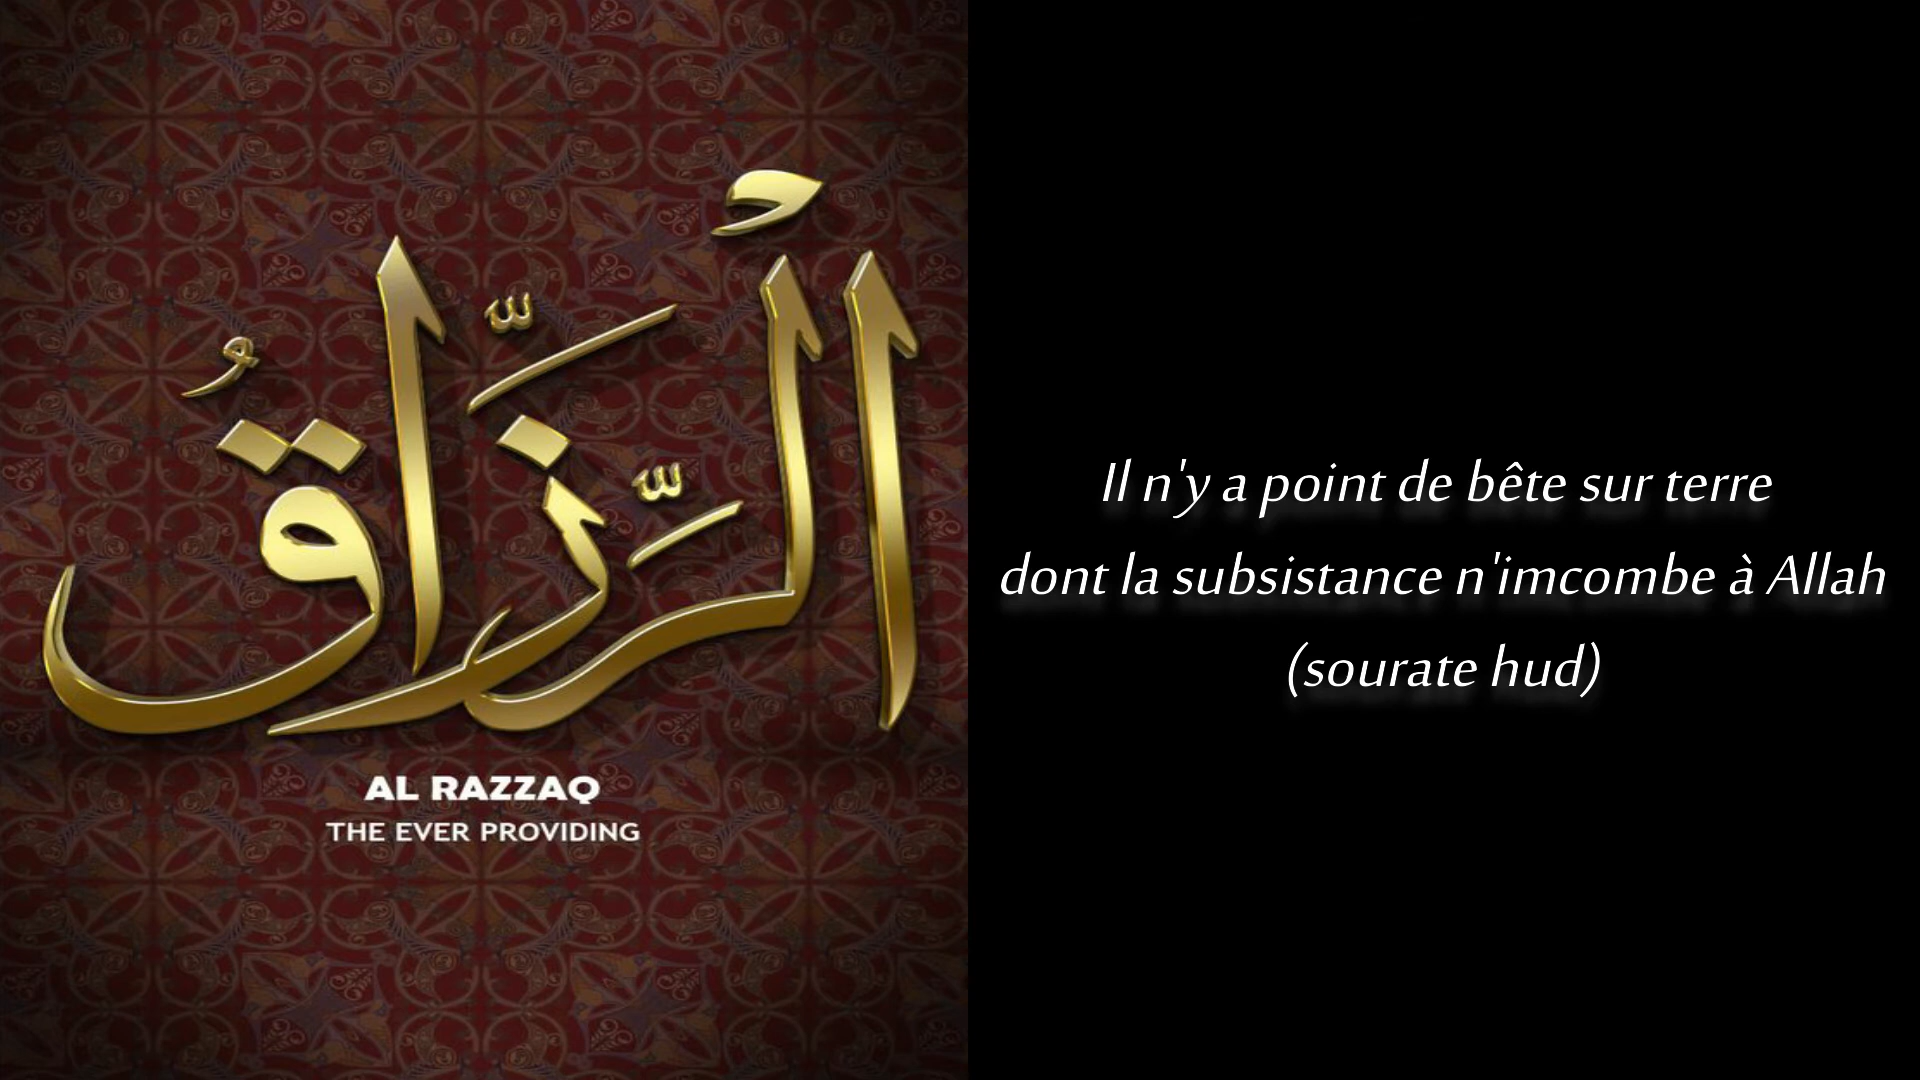 ٱلرَّزَّاقُ
AL RAZZAQ
THE EVER PROVIDING
Il n'y a point de bête sur terre
dont la subsistance n'imcombe à Allah
(sourate hud)